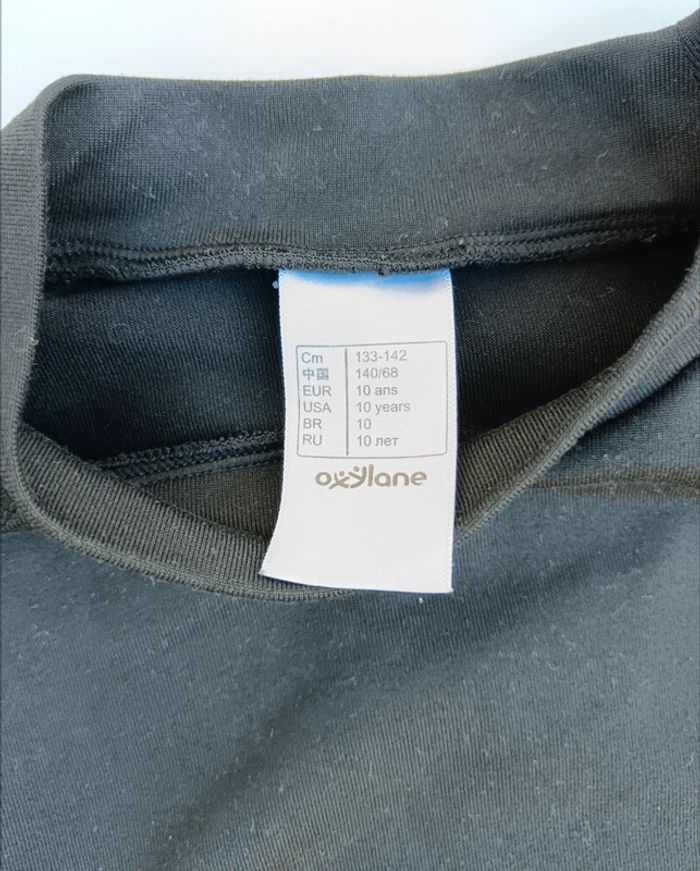 Cm 133-142
中国 140/68
EUR 10 ans
USA 10 years
BR 10
RU 10 лет
oxylane